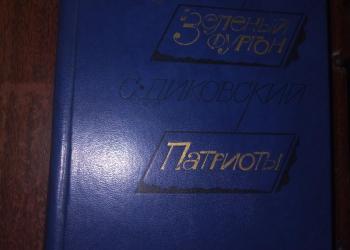 Зеленый
фургон
С. Диковский
Патриоты